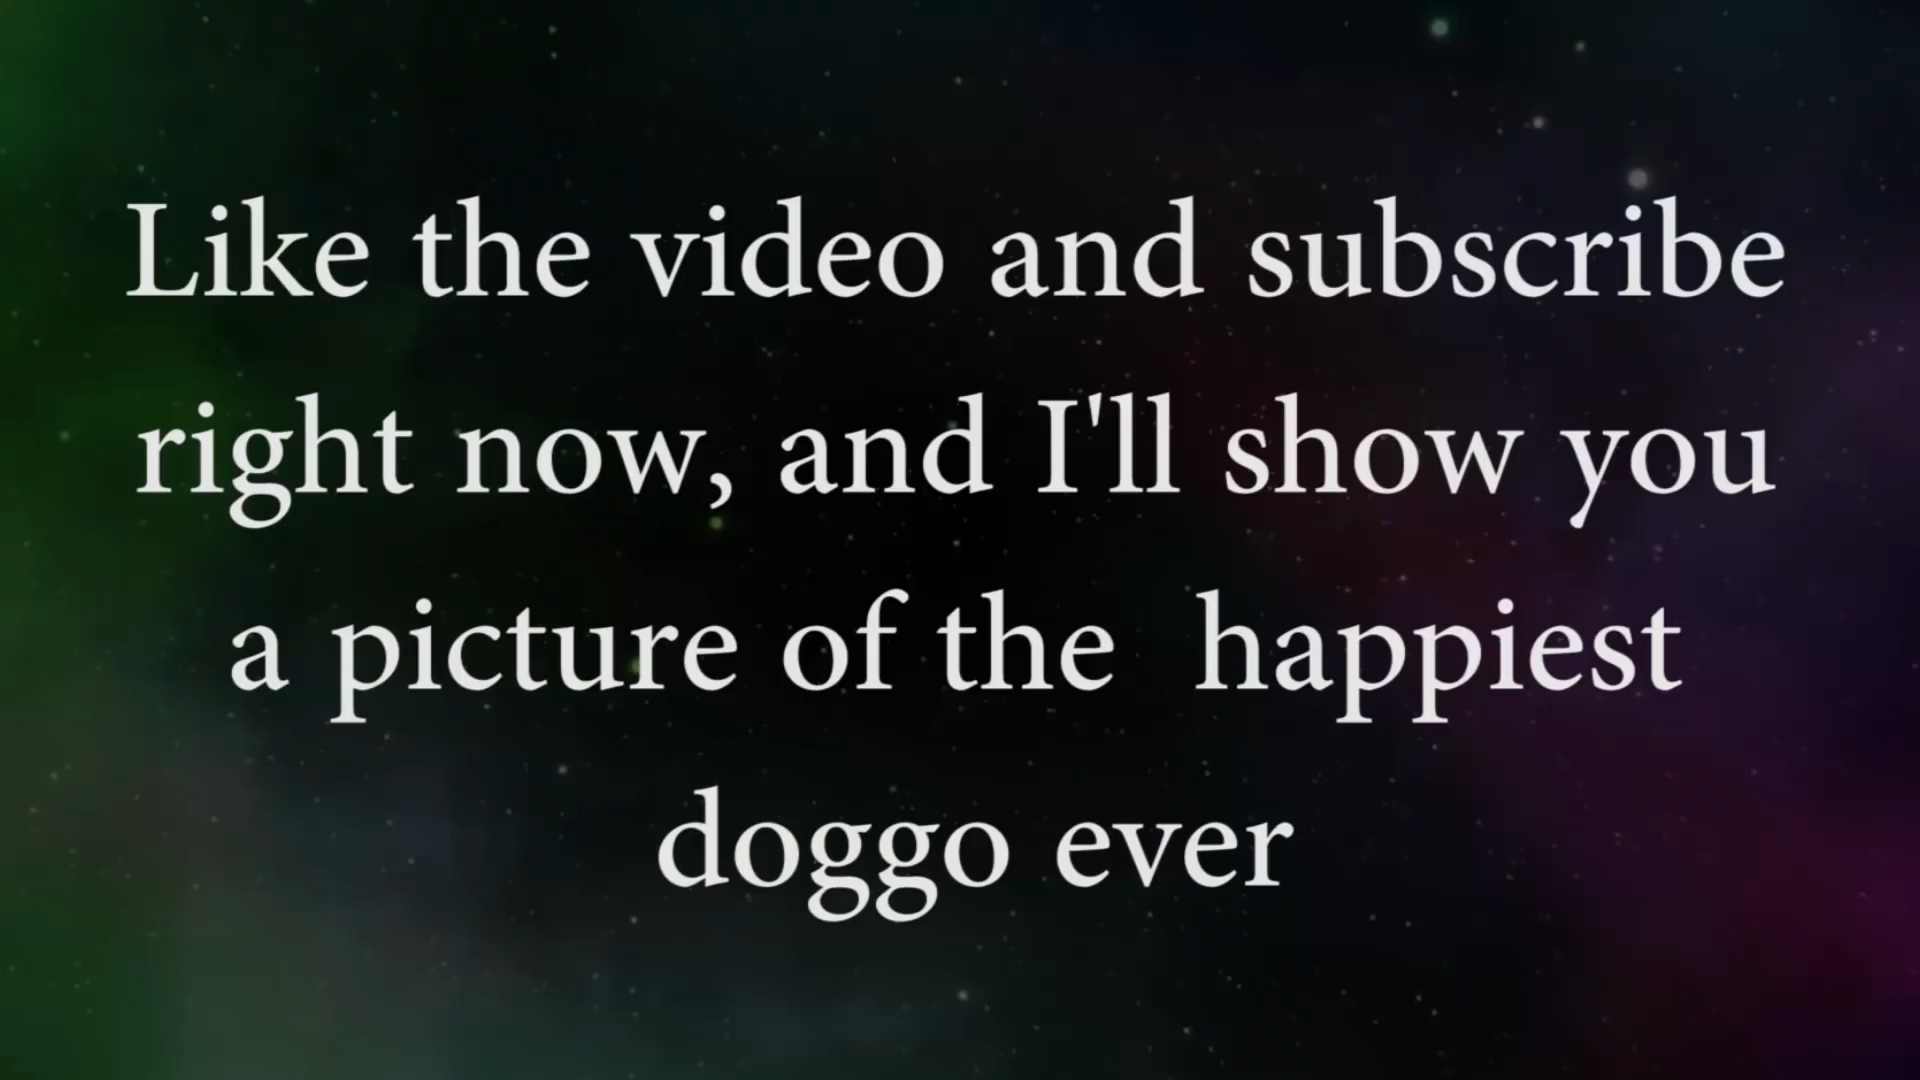 Like the video and subscribe
right now, and I'll show you
a picture of the  happiest
doggo ever